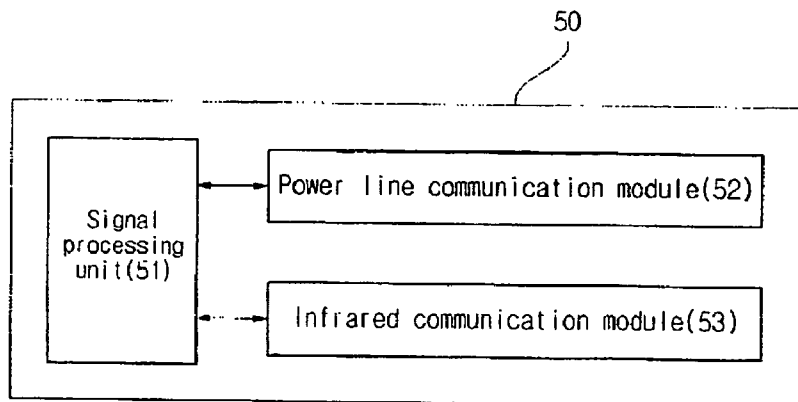 50
Power line communication module(52)
Signal
processing
unit(51)
Infrared communication module(53)